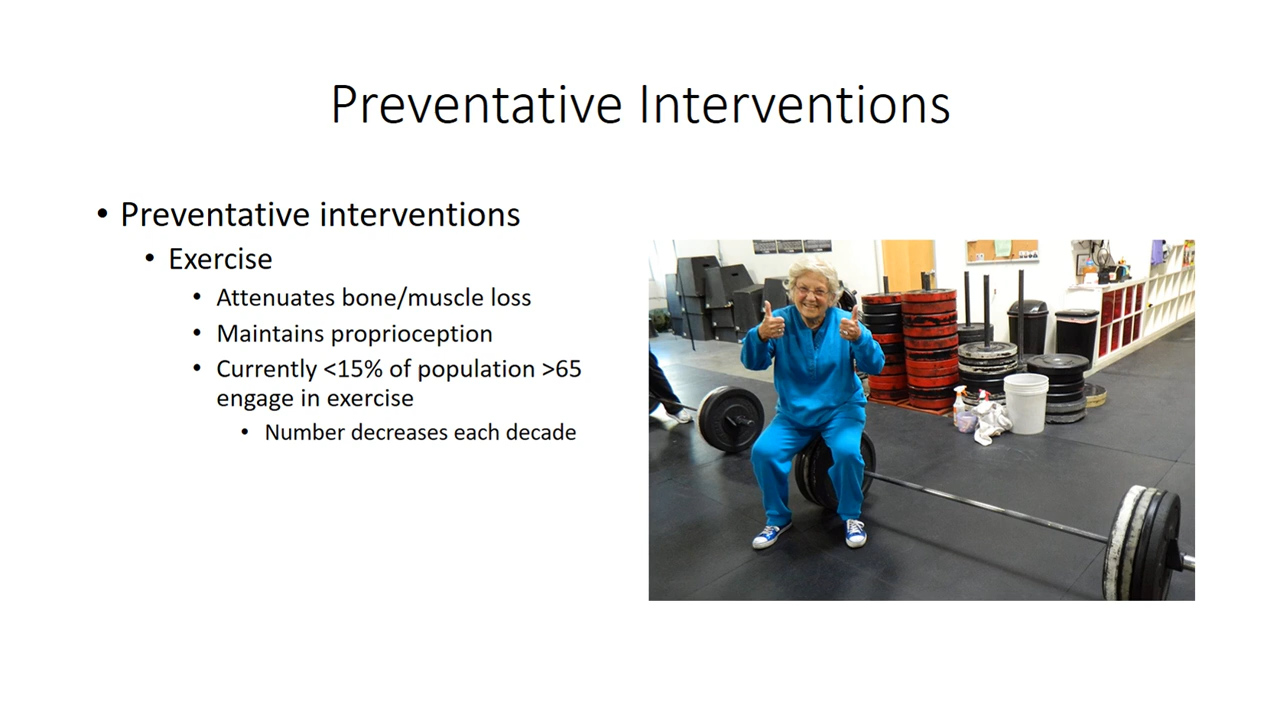 Preventative Interventions
• Preventative interventions
• Exercise
• Attenuates bone/muscle loss
• Maintains proprioception
• Currently <15% of population >65
engage in exercise
• Number decreases each decade